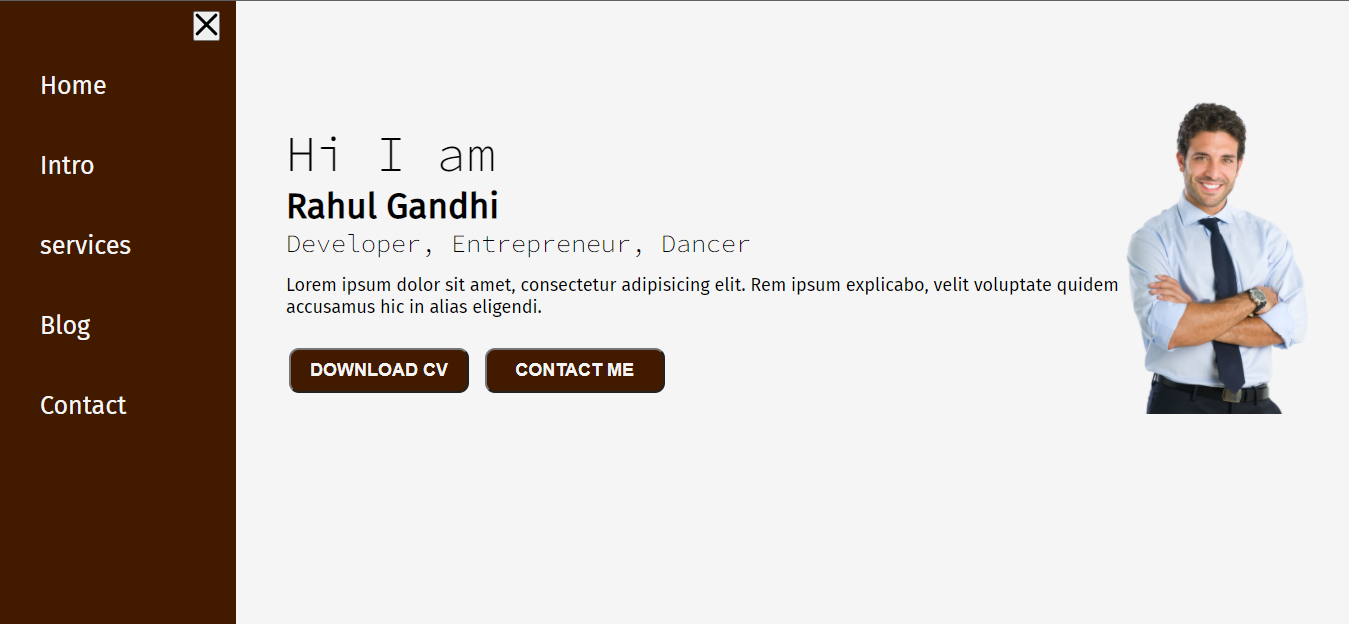 Home
Intro
services
Blog
Contact
Hi I am
Rahul Gandhi
Developer, Entrepreneur, Dancer
Lorem ipsum dolor sit amet, consectetur adipisicing elit. Rem ipsum explicabo, velit voluptate quidem
accusamus hic in alias eligendi.
DOWNLOAD CV
CONTACT ME